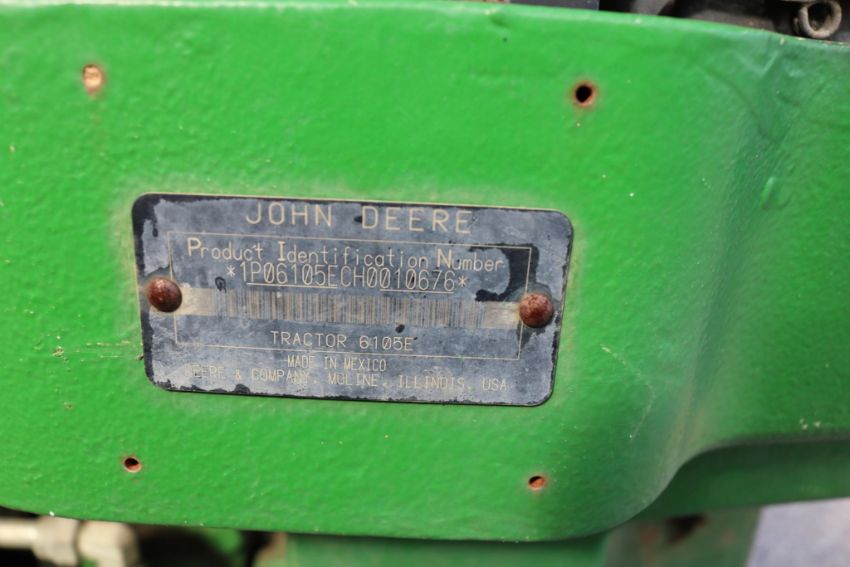 JOHN DEERE
Product Identification Number
*1P06105ECH0010676*
TRACTOR 6105E
MADE IN MEXICO
DEERE & COMPANY, MOLINE, ILLINOIS, USA